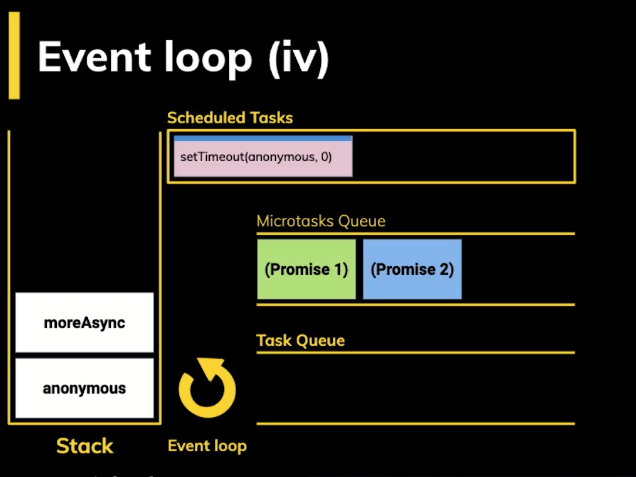 Event loop (iv)
Scheduled Tasks
setTimeout(anonymous, 0)
Microtasks Queue
(Promise 1)
(Promise 2)
moreAsync
Task Queue
anonymous
Stack
Event loop